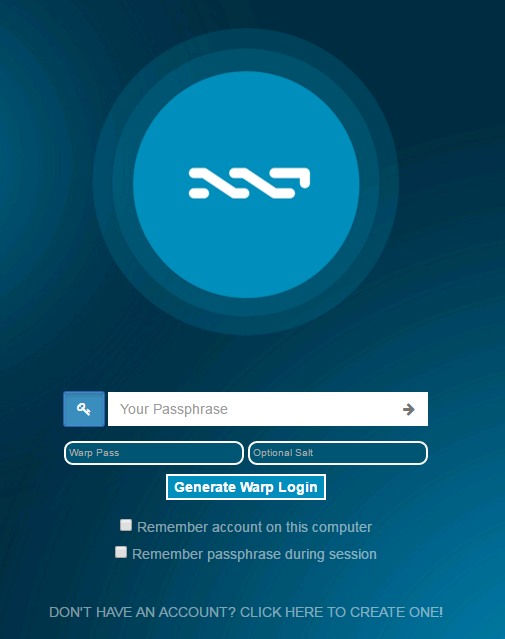 Your Passphrase
Warp Pass Optional Salt
Generate Warp Login
Remember account on this computer
Remember passphrase during session
DON'T HAVE AN ACCOUNT? CLICK HERE TO CREATE ONE!